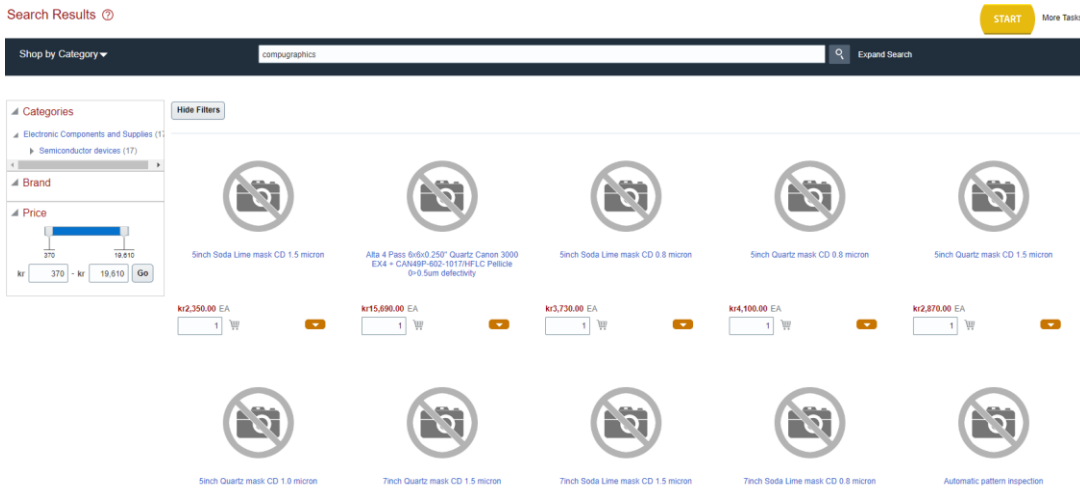 Search Results ?
START More Tasks
Shop by Category
compugraphics
Expand Search
Categories
Electronic Components and Supplies (17
Semiconductor devices (17)
Brand
Price
370 19,610
kr 370 - kr 19,610 Go
Hide Filters
5inch Soda Lime mask CD 1.5 micron
kr2,350.00 EA
1
Alta 4 Pass 6x6x0.250" Quartz Canon 3000
EX4 + CAN49P-602-1017/HFLC Pellicle
0>0.5um defectivity
kr15,690.00 EA
1
5inch Soda Lime mask CD 0.8 micron
kr3,730.00 EA
1
5inch Quartz mask CD 0.8 micron
kr4,100.00 EA
1
5inch Quartz mask CD 1.5 micron
kr2,870.00 EA
1
5inch Quartz mask CD 1.0 micron
7inch Quartz mask CD 1.5 micron
7inch Soda Lime mask CD 1.5 micron
7inch Soda Lime mask CD 0.8 micron
Automatic pattern inspection